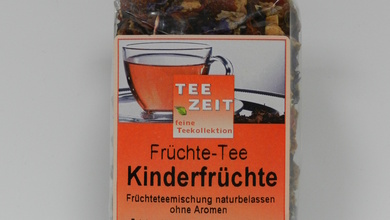 TEE
ZEIT
feine
Teekollektion
Früchte-Tee
Kinderfrüchte
Früchteteemischung naturbelassen
ohne Aromen